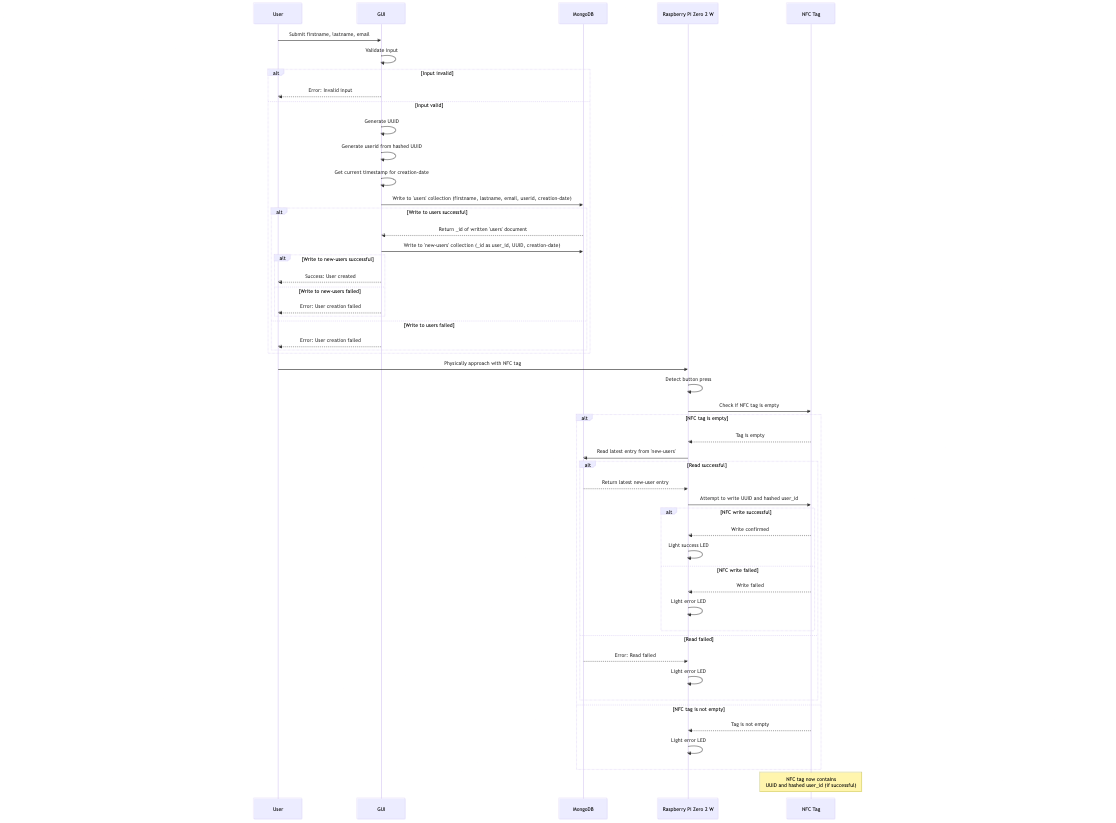 User
GUI
MongoDB
Raspberry Pi Zero 2 W
NFC Tag
Submit firstname, lastname, email
Validate input
alt
[Input invalid]
Error: Invalid input
[Input valid]
Generate UUID
Generate userid from hashed UUID
Get current timestamp for creation-date
Write to 'users' collection (firstname, lastname, email, userid, creation-date)
alt
[Write to users successful]
Return _id of written 'users' document
Write to 'new-users' collection (_id as user_id, UUID, creation-date)
alt
[Write to new-users successful]
Success: User created
[Write to new-users failed]
Error: User creation failed
[Write to users failed]
Error: User creation failed
Physically approach with NFC tag
Detect button press
Check if NFC tag is empty
alt
[NFC tag is empty]
Tag is empty
Read latest entry from 'new-users'
alt
[Read successful]
Return latest new-user entry
Attempt to write UUID and hashed user_id
alt
[NFC write successful]
Write confirmed
Light success LED
[NFC write failed]
Write failed
Light error LED
[Read failed]
Error: Read failed
Light error LED
[NFC tag is not empty]
Tag is not empty
Light error LED
NFC tag now contains
UUID and hashed user_id (if successful)
User
GUI
MongoDB
Raspberry Pi Zero 2 W
NFC Tag